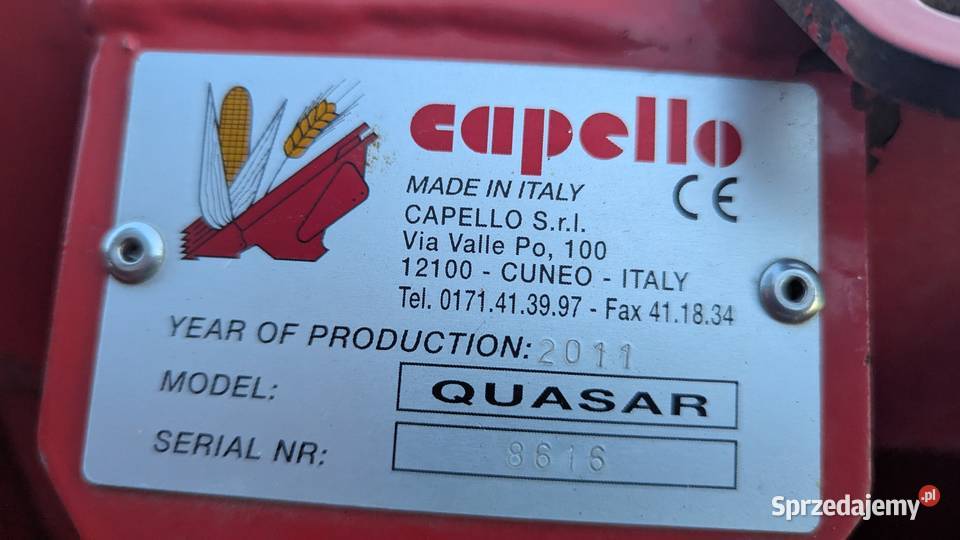 capello
CE
MADE IN ITALY
CAPELLO S.r.l.
Via Valle Po, 100
12100 - CUNEO - ITALY
Tel. 0171.41.39.97 - Fax 41.18.34
YEAR OF PRODUCTION: 2011
MODEL: QUASAR
SERIAL NR: 8616
Sprzedajemy.pl